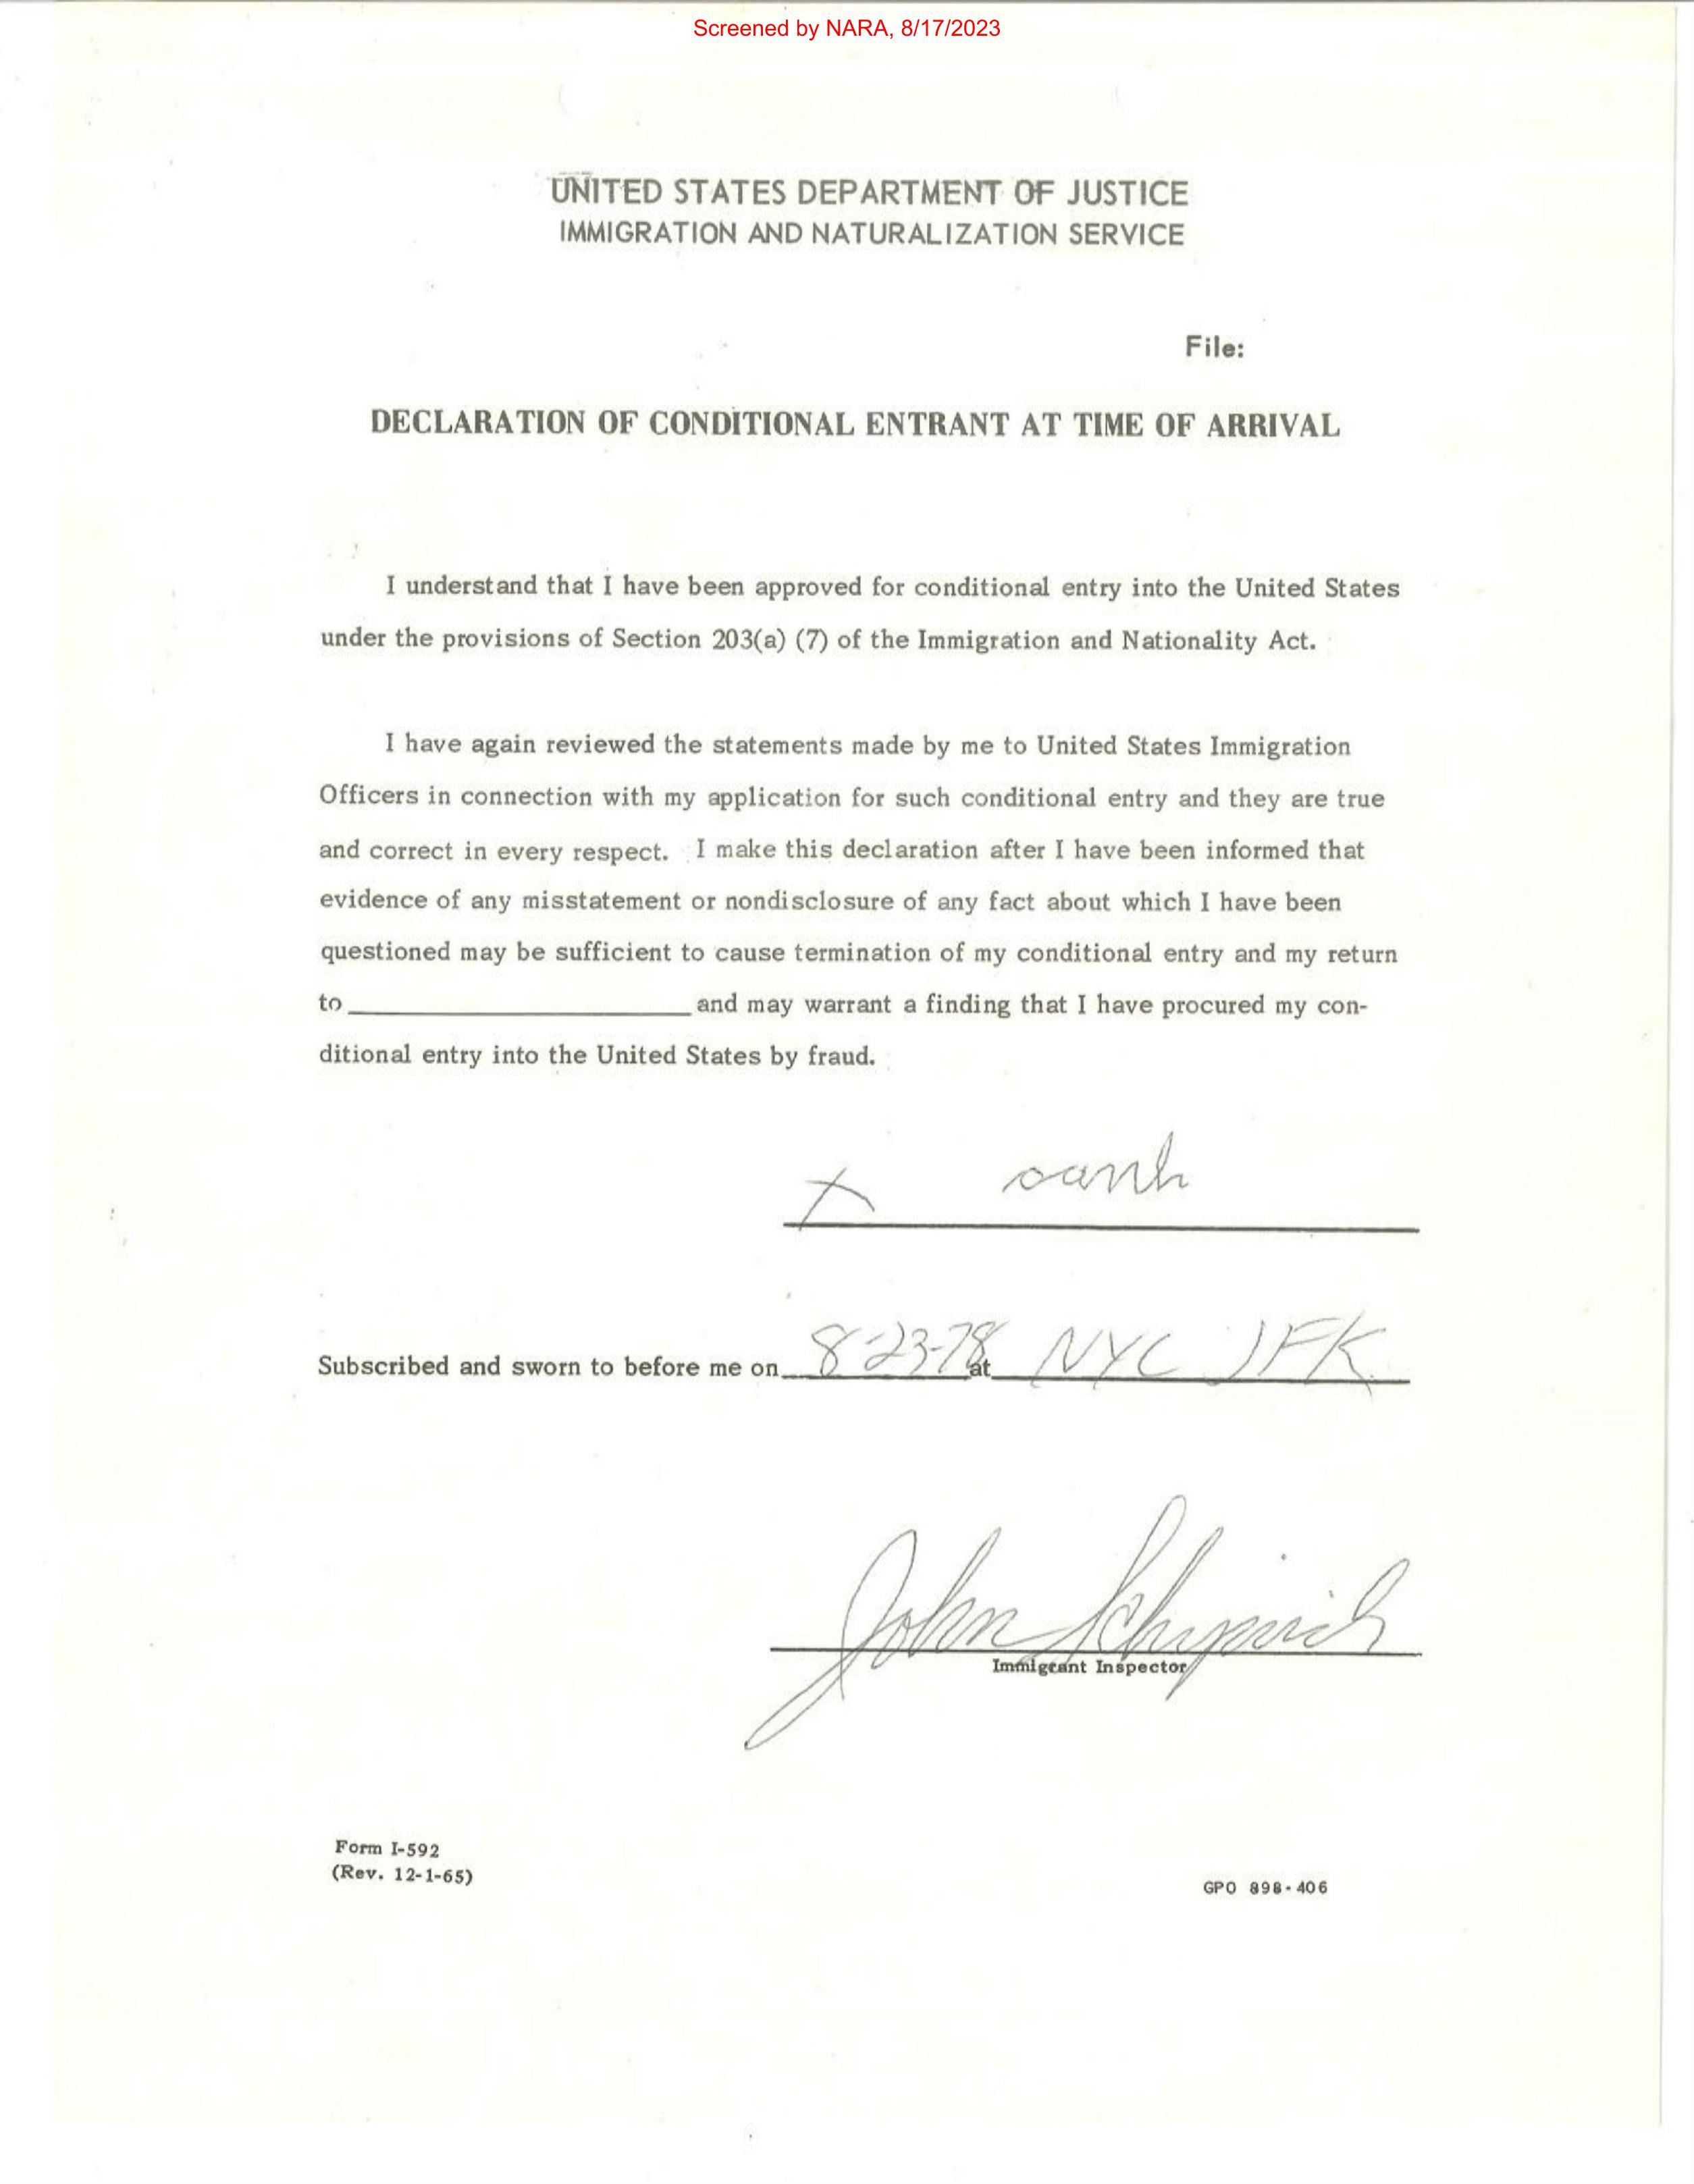 Screened by NARA, 8/17/2023
UNITED STATES DEPARTMENT OF JUSTICE
IMMIGRATION AND NATURALIZATION SERVICE
File:
DECLARATION OF CONDITIONAL ENTRANT AT TIME OF ARRIVAL
I understand that I have been approved for conditional entry into the United States
under the provisions of Section 203(a) (7) of the Immigration and Nationality Act.
I have again reviewed the statements made by me to United States Immigration
Officers in connection with my application for such conditional entry and they are true
and correct in every respect. I make this declaration after I have been informed that
evidence of any misstatement or nondisclosure of any fact about which I have been
questioned may be sufficient to cause termination of my conditional entry and my return
to and may warrant a finding that I have procured my con-
ditional entry into the United States by fraud.
X oanh
Subscribed and sworn to before me on 8-23-78 at NYC JFK
John
Immigrant Inspector
Form I-592
(Rev. 12-1-65)
GPO 898-406